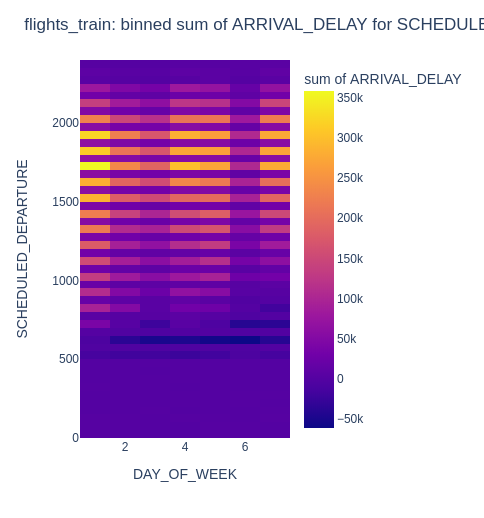 flights_train: binned sum of ARRIVAL_DELAY for SCHEDULE
sum of ARRIVAL_DELAY
350k
300k
250k
200k
150k
100k
50k
0
−50k
SCHEDULED_DEPARTURE
2000
1500
1000
500
0
2
4
6
DAY_OF_WEEK